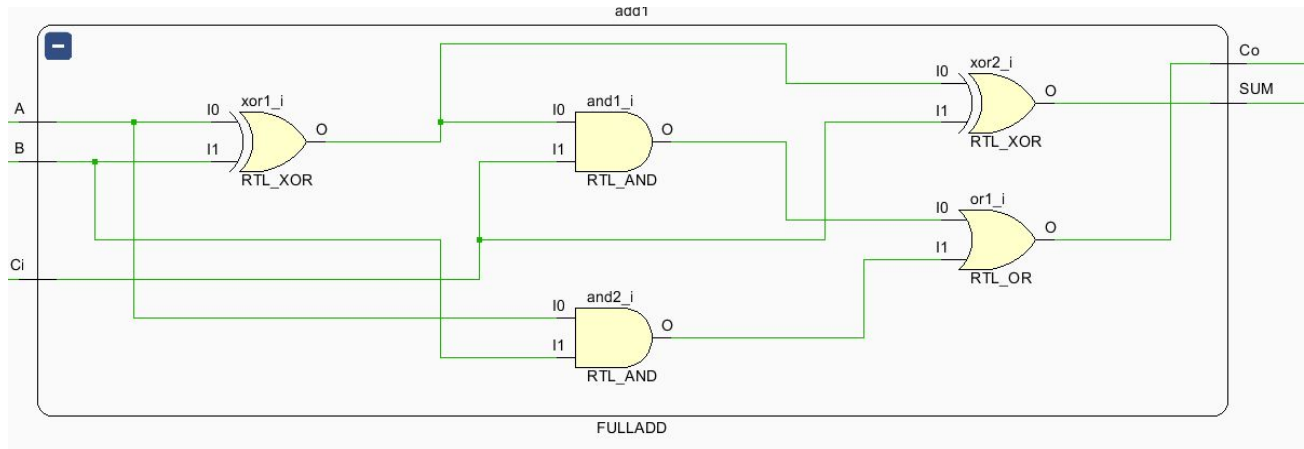 add1
Co
xor2_i
I0
SUM
O
xor1_i
and1_i
A
I0
I0
I1
O
O
RTL_XOR
B
I1
I1
RTL_XOR
RTL_AND
or1_i
I0
O
I1
Ci
RTL_OR
and2_i
I0
O
I1
RTL_AND
FULLADD